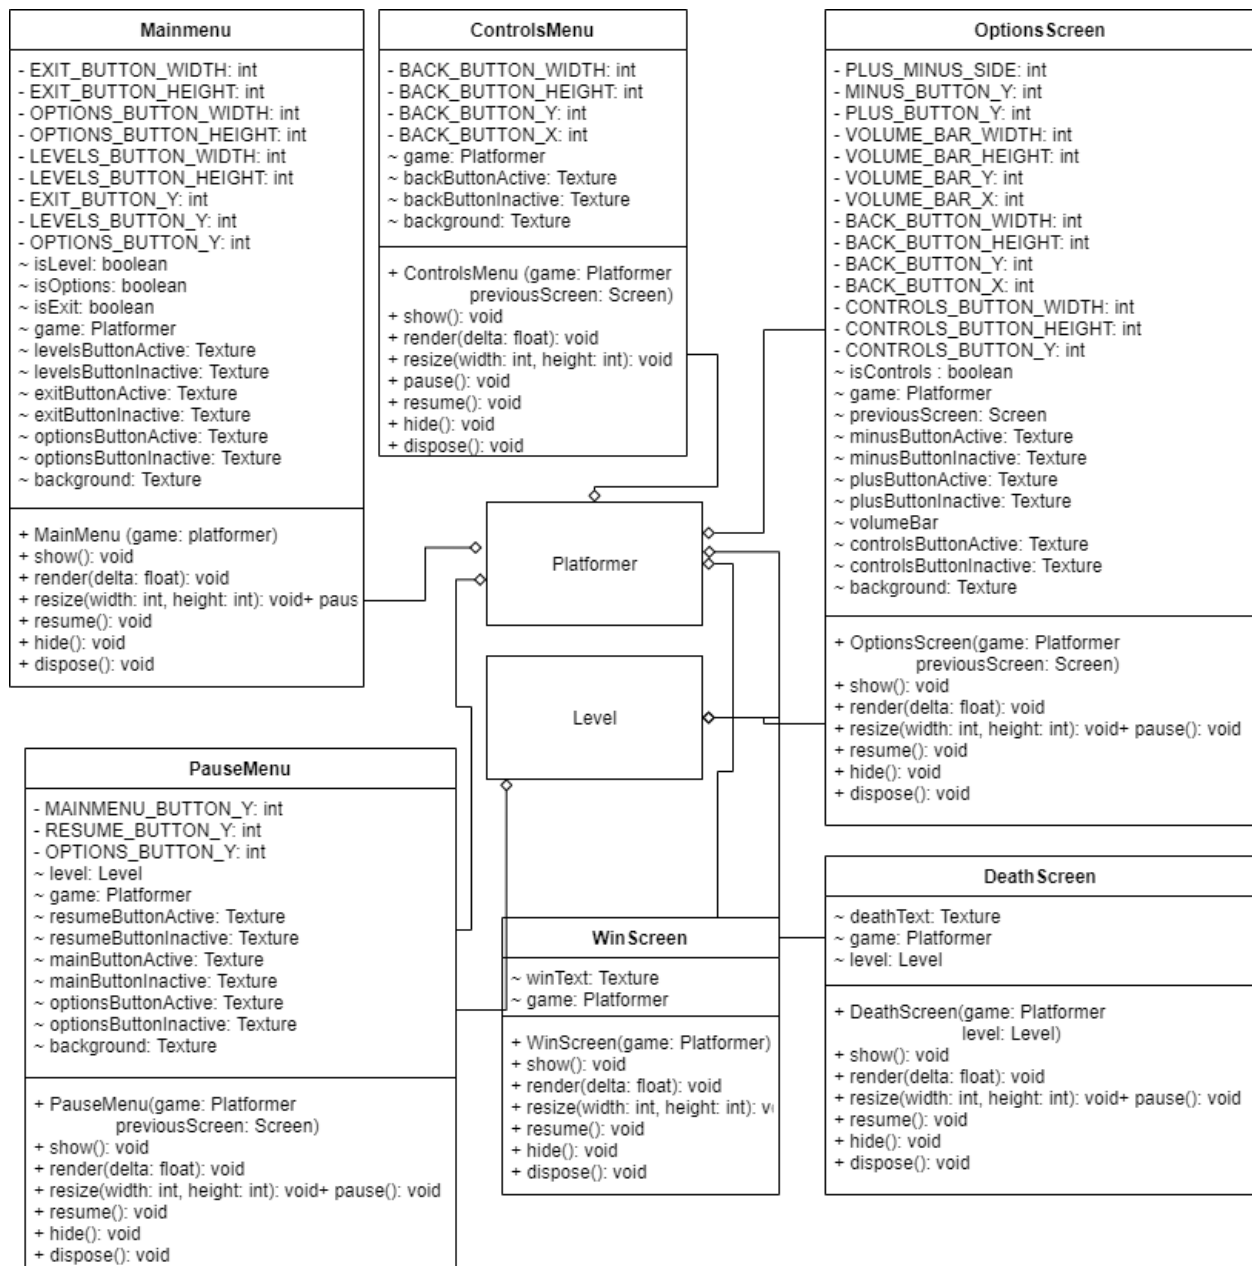 Mainmenu
- EXIT_BUTTON_WIDTH: int
- EXIT_BUTTON_HEIGHT: int
- OPTIONS_BUTTON_WIDTH: int
- OPTIONS_BUTTON_HEIGHT: int
- LEVELS_BUTTON_WIDTH: int
- LEVELS_BUTTON_HEIGHT: int
- EXIT_BUTTON_Y: int
- LEVELS_BUTTON_Y: int
- OPTIONS_BUTTON_Y: int
~ isLevel: boolean
~ isOptions: boolean
~ isExit: boolean
~ game: Platformer
~ levelsButtonActive: Texture
~ levelsButtonInactive: Texture
~ exitButtonActive: Texture
~ exitButtonInactive: Texture
~ optionsButtonActive: Texture
~ optionsButtonInactive: Texture
~ background: Texture
+ MainMenu (game: platformer)
+ show(): void
+ render(delta: float): void
+ resize(width: int, height: int): void+ paus
+ resume(): void
+ hide(): void
+ dispose(): void
ControlsMenu
- BACK_BUTTON_WIDTH: int
- BACK_BUTTON_HEIGHT: int
- BACK_BUTTON_Y: int
- BACK_BUTTON_X: int
~ game: Platformer
~ backButtonActive: Texture
~ backButtonInactive: Texture
~ background: Texture
+ ControlsMenu (game: Platformer
previousScreen: Screen)
+ show(): void
+ render(delta: float): void
+ resize(width: int, height: int): void
+ pause(): void
+ resume(): void
+ hide(): void
+ dispose(): void
OptionsScreen
- PLUS_MINUS_SIDE: int
- MINUS_BUTTON_Y: int
- PLUS_BUTTON_Y: int
- VOLUME_BAR_WIDTH: int
- VOLUME_BAR_HEIGHT: int
- VOLUME_BAR_Y: int
- VOLUME_BAR_X: int
- BACK_BUTTON_WIDTH: int
- BACK_BUTTON_HEIGHT: int
- BACK_BUTTON_Y: int
- BACK_BUTTON_X: int
- CONTROLS_BUTTON_WIDTH: int
- CONTROLS_BUTTON_HEIGHT: int
- CONTROLS_BUTTON_Y: int
~ isControls : boolean
~ game: Platformer
~ previousScreen: Screen
~ minusButtonActive: Texture
~ minusButtonInactive: Texture
~ plusButtonActive: Texture
~ plusButtonInactive: Texture
~ volumeBar
~ controlsButtonActive: Texture
~ controlsButtonInactive: Texture
~ background: Texture
+ OptionsScreen(game: Platformer
previousScreen: Screen)
+ show(): void
+ render(delta: float): void
+ resize(width: int, height: int): void+ pause(): void
+ resume(): void
+ hide(): void
+ dispose(): void
Platformer
Level
PauseMenu
- MAINMENU_BUTTON_Y: int
- RESUME_BUTTON_Y: int
- OPTIONS_BUTTON_Y: int
~ level: Level
~ game: Platformer
~ resumeButtonActive: Texture
~ resumeButtonInactive: Texture
~ mainButtonActive: Texture
~ mainButtonInactive: Texture
~ optionsButtonActive: Texture
~ optionsButtonInactive: Texture
~ background: Texture
+ PauseMenu(game: Platformer
previousScreen: Screen)
+ show(): void
+ render(delta: float): void
+ resize(width: int, height: int): void+ pause(): void
+ resume(): void
+ hide(): void
+ dispose(): void
WinScreen
~ winText: Texture
~ game: Platformer
+ WinScreen(game: Platformer)
+ show(): void
+ render(delta: float): void
+ resize(width: int, height: int): v
+ resume(): void
+ hide(): void
+ dispose(): void
DeathScreen
~ deathText: Texture
~ game: Platformer
~ level: Level
+ DeathScreen(game: Platformer
level: Level)
+ show(): void
+ render(delta: float): void
+ resize(width: int, height: int): void+ pause(): void
+ resume(): void
+ hide(): void
+ dispose(): void